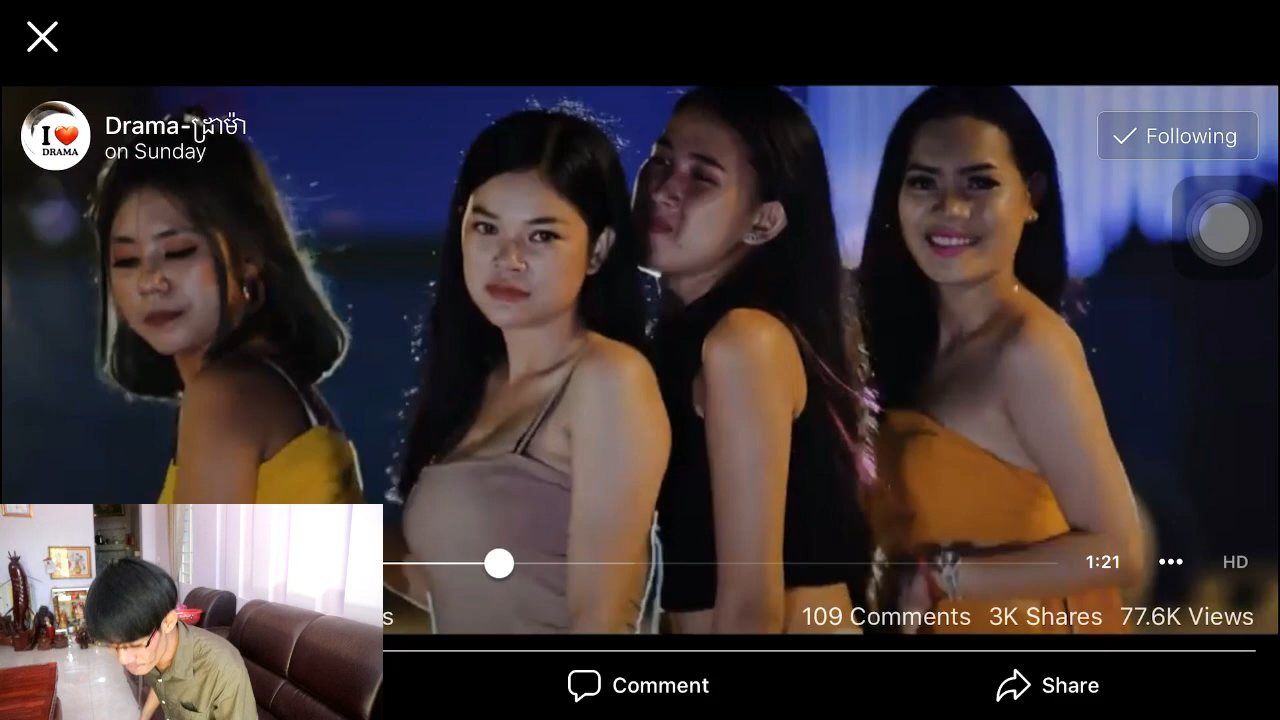 I ❤️
DRAMA
Drama-ដ្រាម៉ា
on Sunday
Following
1:21
HD
s
109 Comments 3K Shares 77.6K Views
Comment
Share